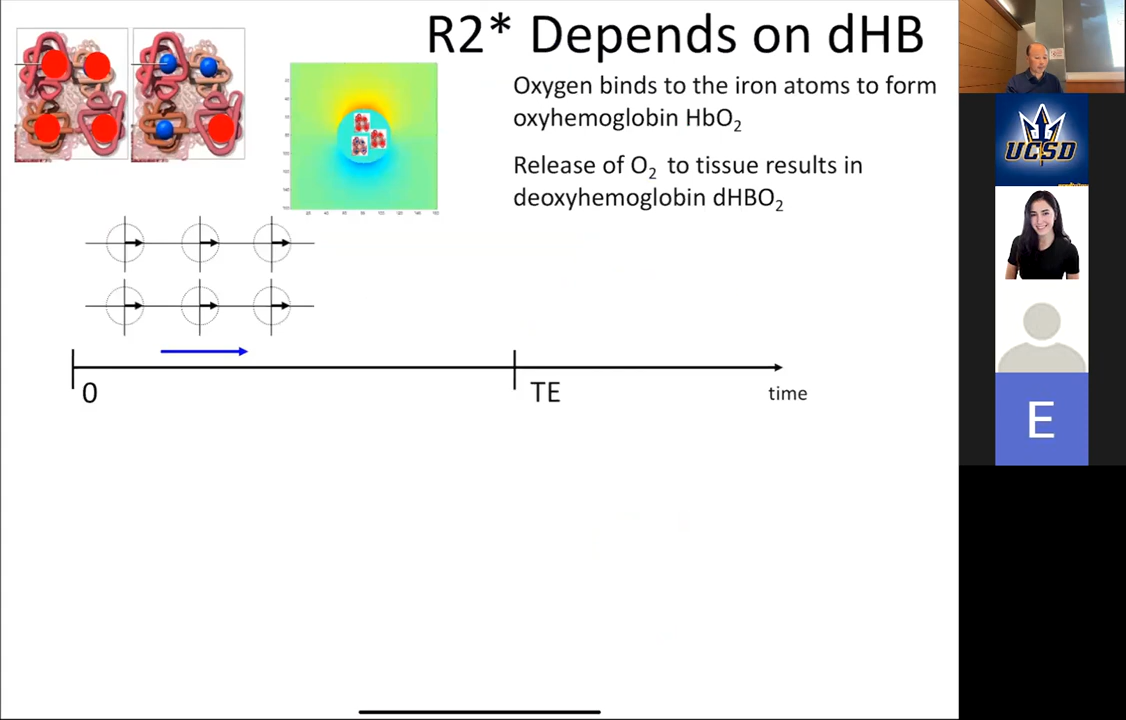 R2* Depends on dHB
Oxygen binds to the iron atoms to form
oxyhemoglobin HbO₂
Release of O₂ to tissue results in
deoxyhemoglobin dHBO₂
0
TE
time
UCSD
E